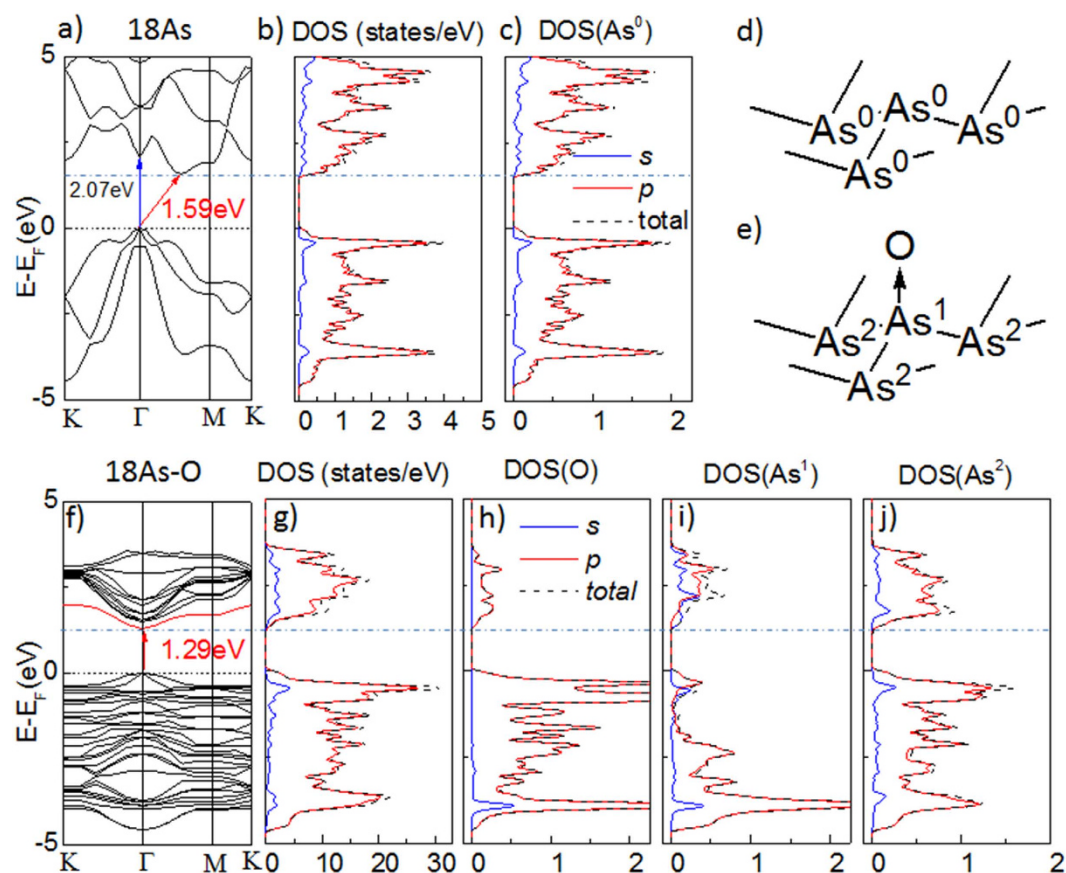 a) 18As b) DOS (states/eV) c) DOS(As⁰) d)
5
2.07eV 1.59eV
0
-5
E-E_F(eV)
K Γ M K
0 1 2 3 4 5
s
p
total
0 1 2
As⁰ As⁰ As⁰
As⁰
e)
O
As² As¹ As²
As²
18As-O DOS (states/eV) DOS(O) DOS(As¹) DOS(As²)
f) g) h) i) j)
5
1.29eV
0
-5
E-E_F(eV)
K Γ M K
0 10 20 30
s
p
total
0 1 2
0 1 2
0 1 2